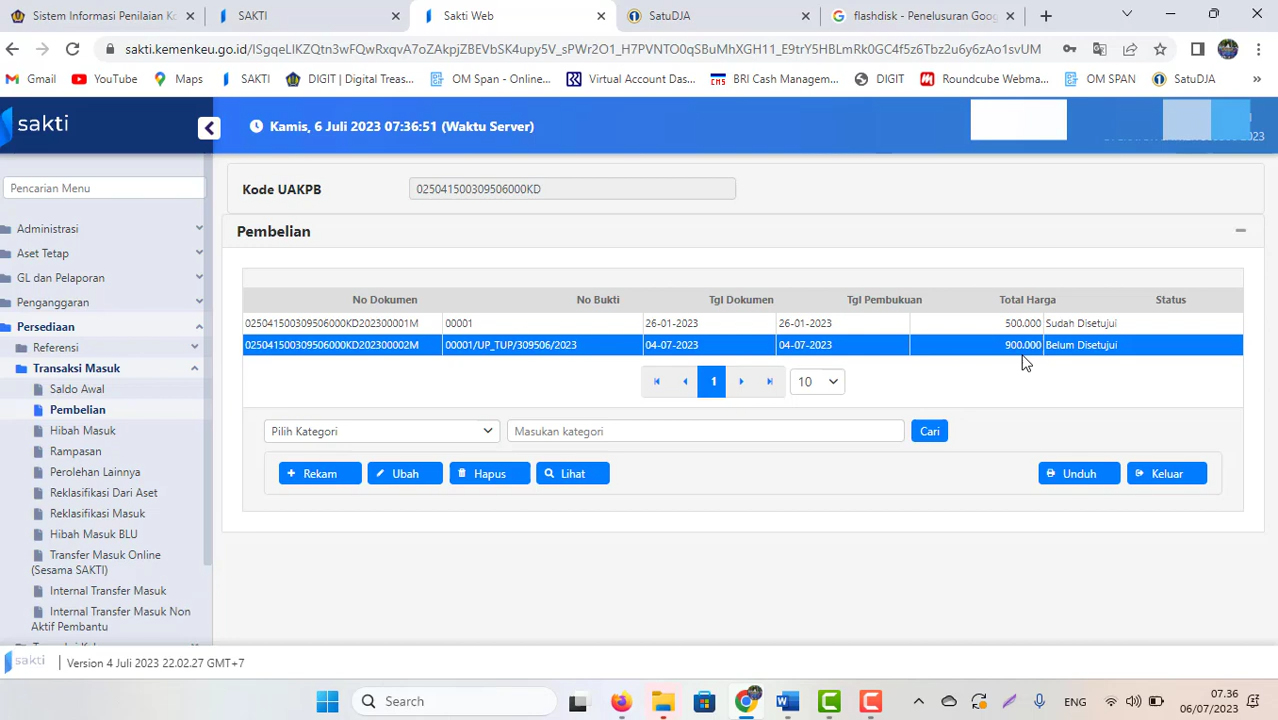 Sistem Informasi Penilaian Ko
SAKTI
Sakti Web
SatuDJA
flashdisk - Penelusuran Goog
Gmail
YouTube
Maps
SAKTI
DIGIT | Digital Treas...
OM Span - Online...
Virtual Account Das...
BRI Cash Managem...
DIGIT
Roundcube Webma...
OM SPAN
SatuDJA
sakti
Kamis, 6 Juli 2023 07:36:51 (Waktu Server)
2023
Pencarian Menu
Kode UAKPB
025041500309506000KD
Administrasi
Aset Tetap
GL dan Pelaporan
Penganggaran
Persediaan
Referensi
Transaksi Masuk
Saldo Awal
Pembelian
Hibah Masuk
Rampasan
Perolehan Lainnya
Reklasifikasi Dari Aset
Reklasifikasi Masuk
Hibah Masuk BLU
Transfer Masuk Online
(Sesama SAKTI)
Internal Transfer Masuk
Internal Transfer Masuk Non
Aktif Pembantu
Pembelian
No Dokumen No Bukti Tgl Dokumen Tgl Pembukuan Total Harga Status
025041500309506000KD202300001M 00001 26-01-2023 26-01-2023 500.000 Sudah Disetujui
025041500309506000KD202300002M 00001/UP_TUP/309506/2023 04-07-2023 04-07-2023 900.000 Belum Disetujui
1
10
Pilih Kategori
Masukan kategori
Cari
Rekam
Ubah
Hapus
Lihat
Unduh
Keluar
sakti
Version 4 Juli 2023 22.02.27 GMT+7
Search
ENG
07.36
06/07/2023